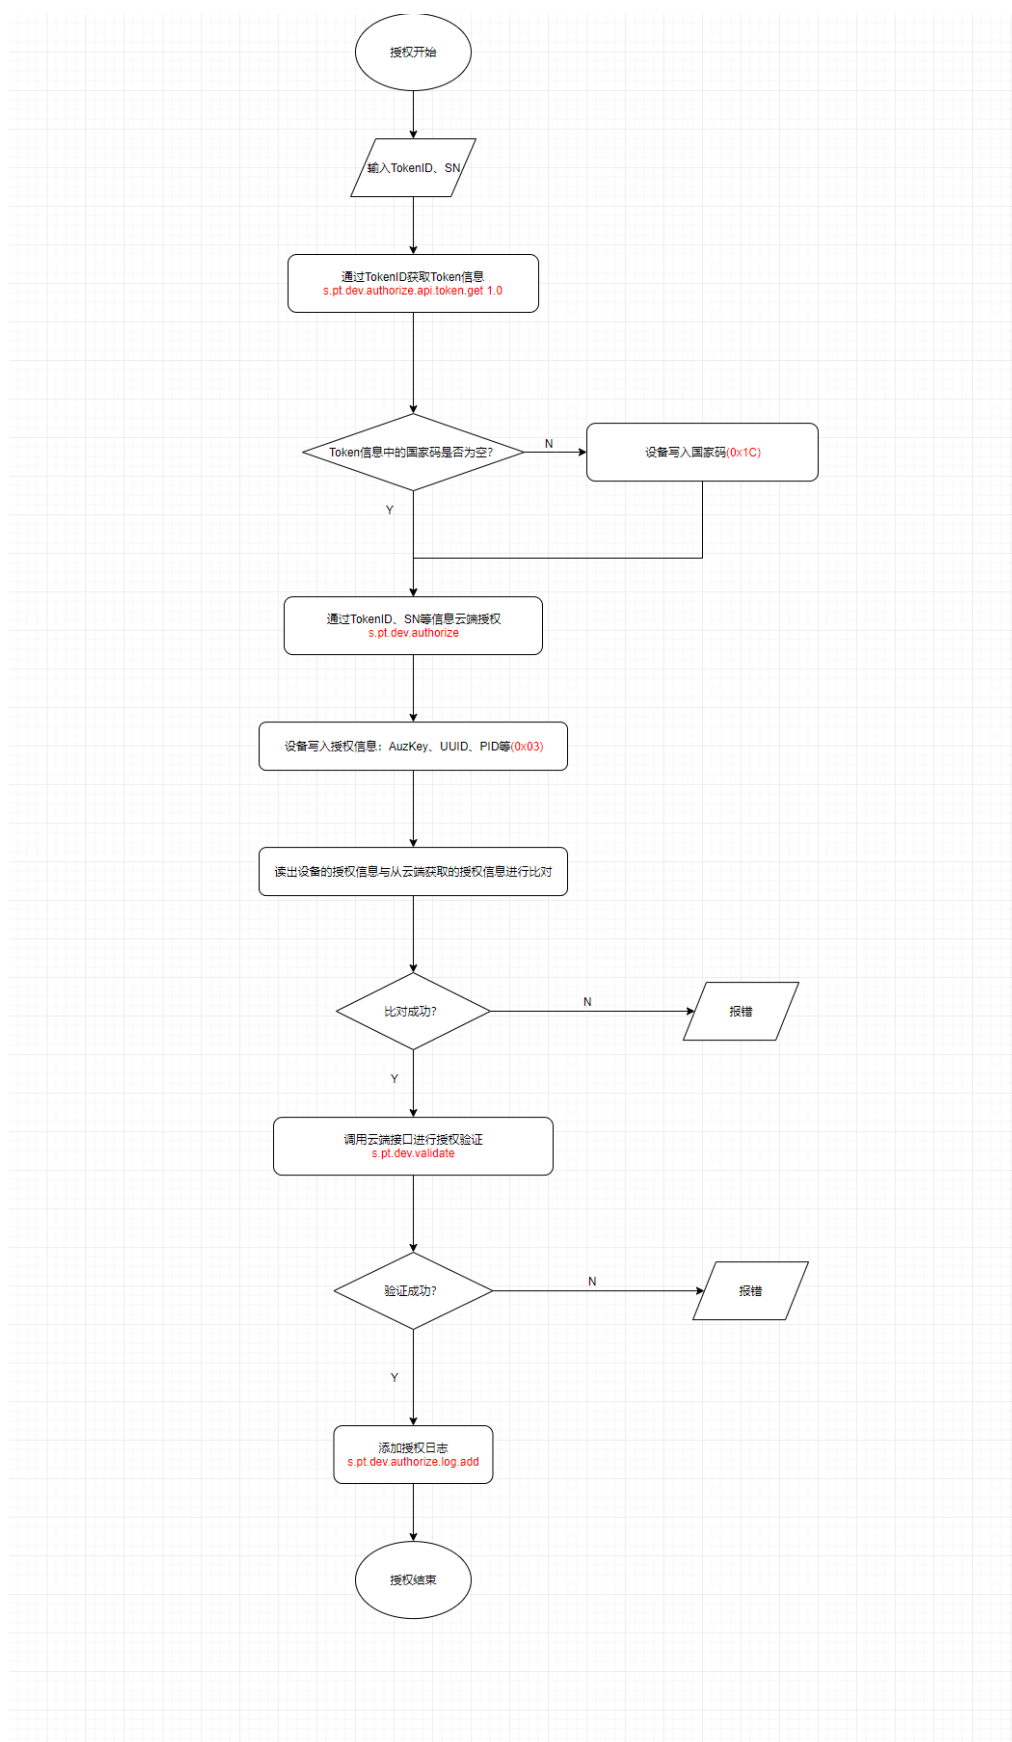 授权开始
输入TokenID、SN
通过TokenID获取Token信息
s.pt.dev.authorize.api.token.get 1.0
Token信息中的国家码是否为空?
N
设备写入国家码(0x1C)
Y
通过TokenID、SN等信息云端授权
s.pt.dev.authorize
设备写入授权信息：AuzKey、UUID、PID等(0x03)
读出设备的授权信息与从云端获取的授权信息进行比对
比对成功?
N
报错
Y
调用云端接口进行授权验证
s.pt.dev.validate
验证成功?
N
报错
Y
添加授权日志
s.pt.dev.authorize.log.add
授权结束